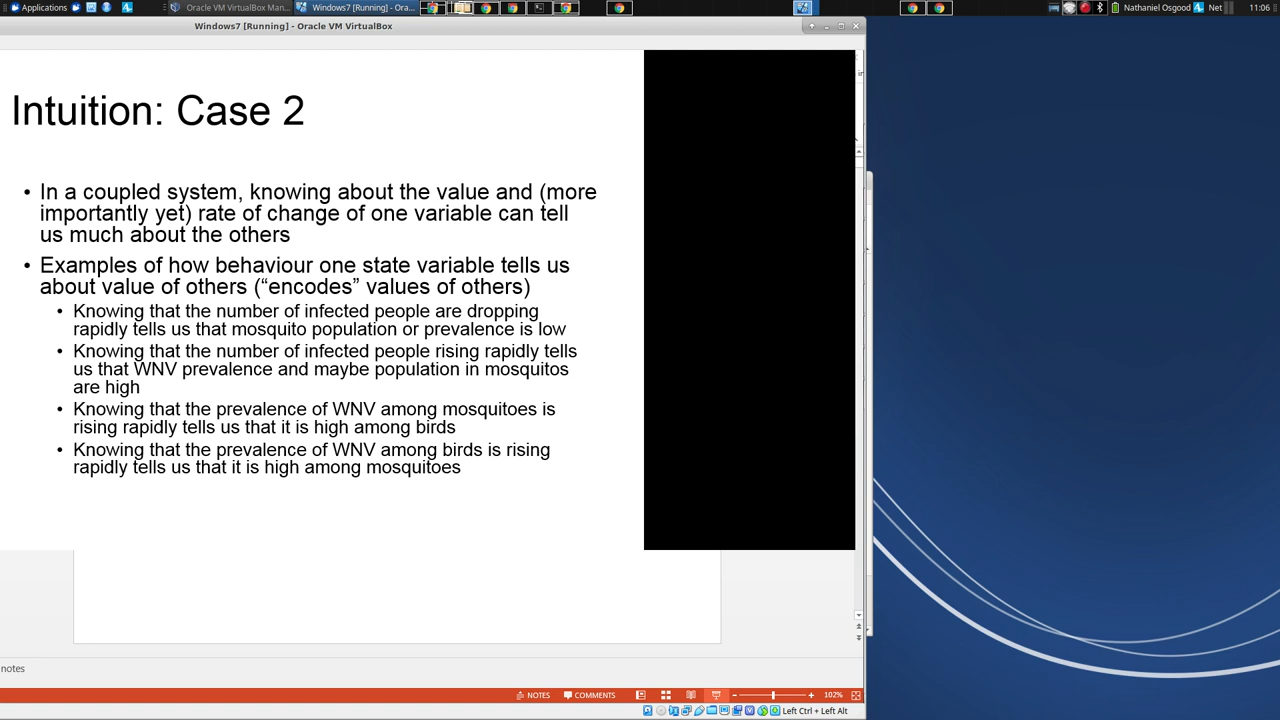 Applications
Oracle VM VirtualBox Man...
Windows7 [Running] - Ora...
Nathaniel Osgood
Net
11:06
Windows7 [Running] - Oracle VM VirtualBox
Intuition: Case 2
• In a coupled system, knowing about the value and (more
importantly yet) rate of change of one variable can tell
us much about the others
• Examples of how behaviour one state variable tells us
about value of others (“encodes” values of others)
• Knowing that the number of infected people are dropping
rapidly tells us that mosquito population or prevalence is low
• Knowing that the number of infected people rising rapidly tells
us that WNV prevalence and maybe population in mosquitos
are high
• Knowing that the prevalence of WNV among mosquitoes is
rising rapidly tells us that it is high among birds
• Knowing that the prevalence of WNV among birds is rising
rapidly tells us that it is high among mosquitoes
notes
NOTES
COMMENTS
102%
Left Ctrl + Left Alt